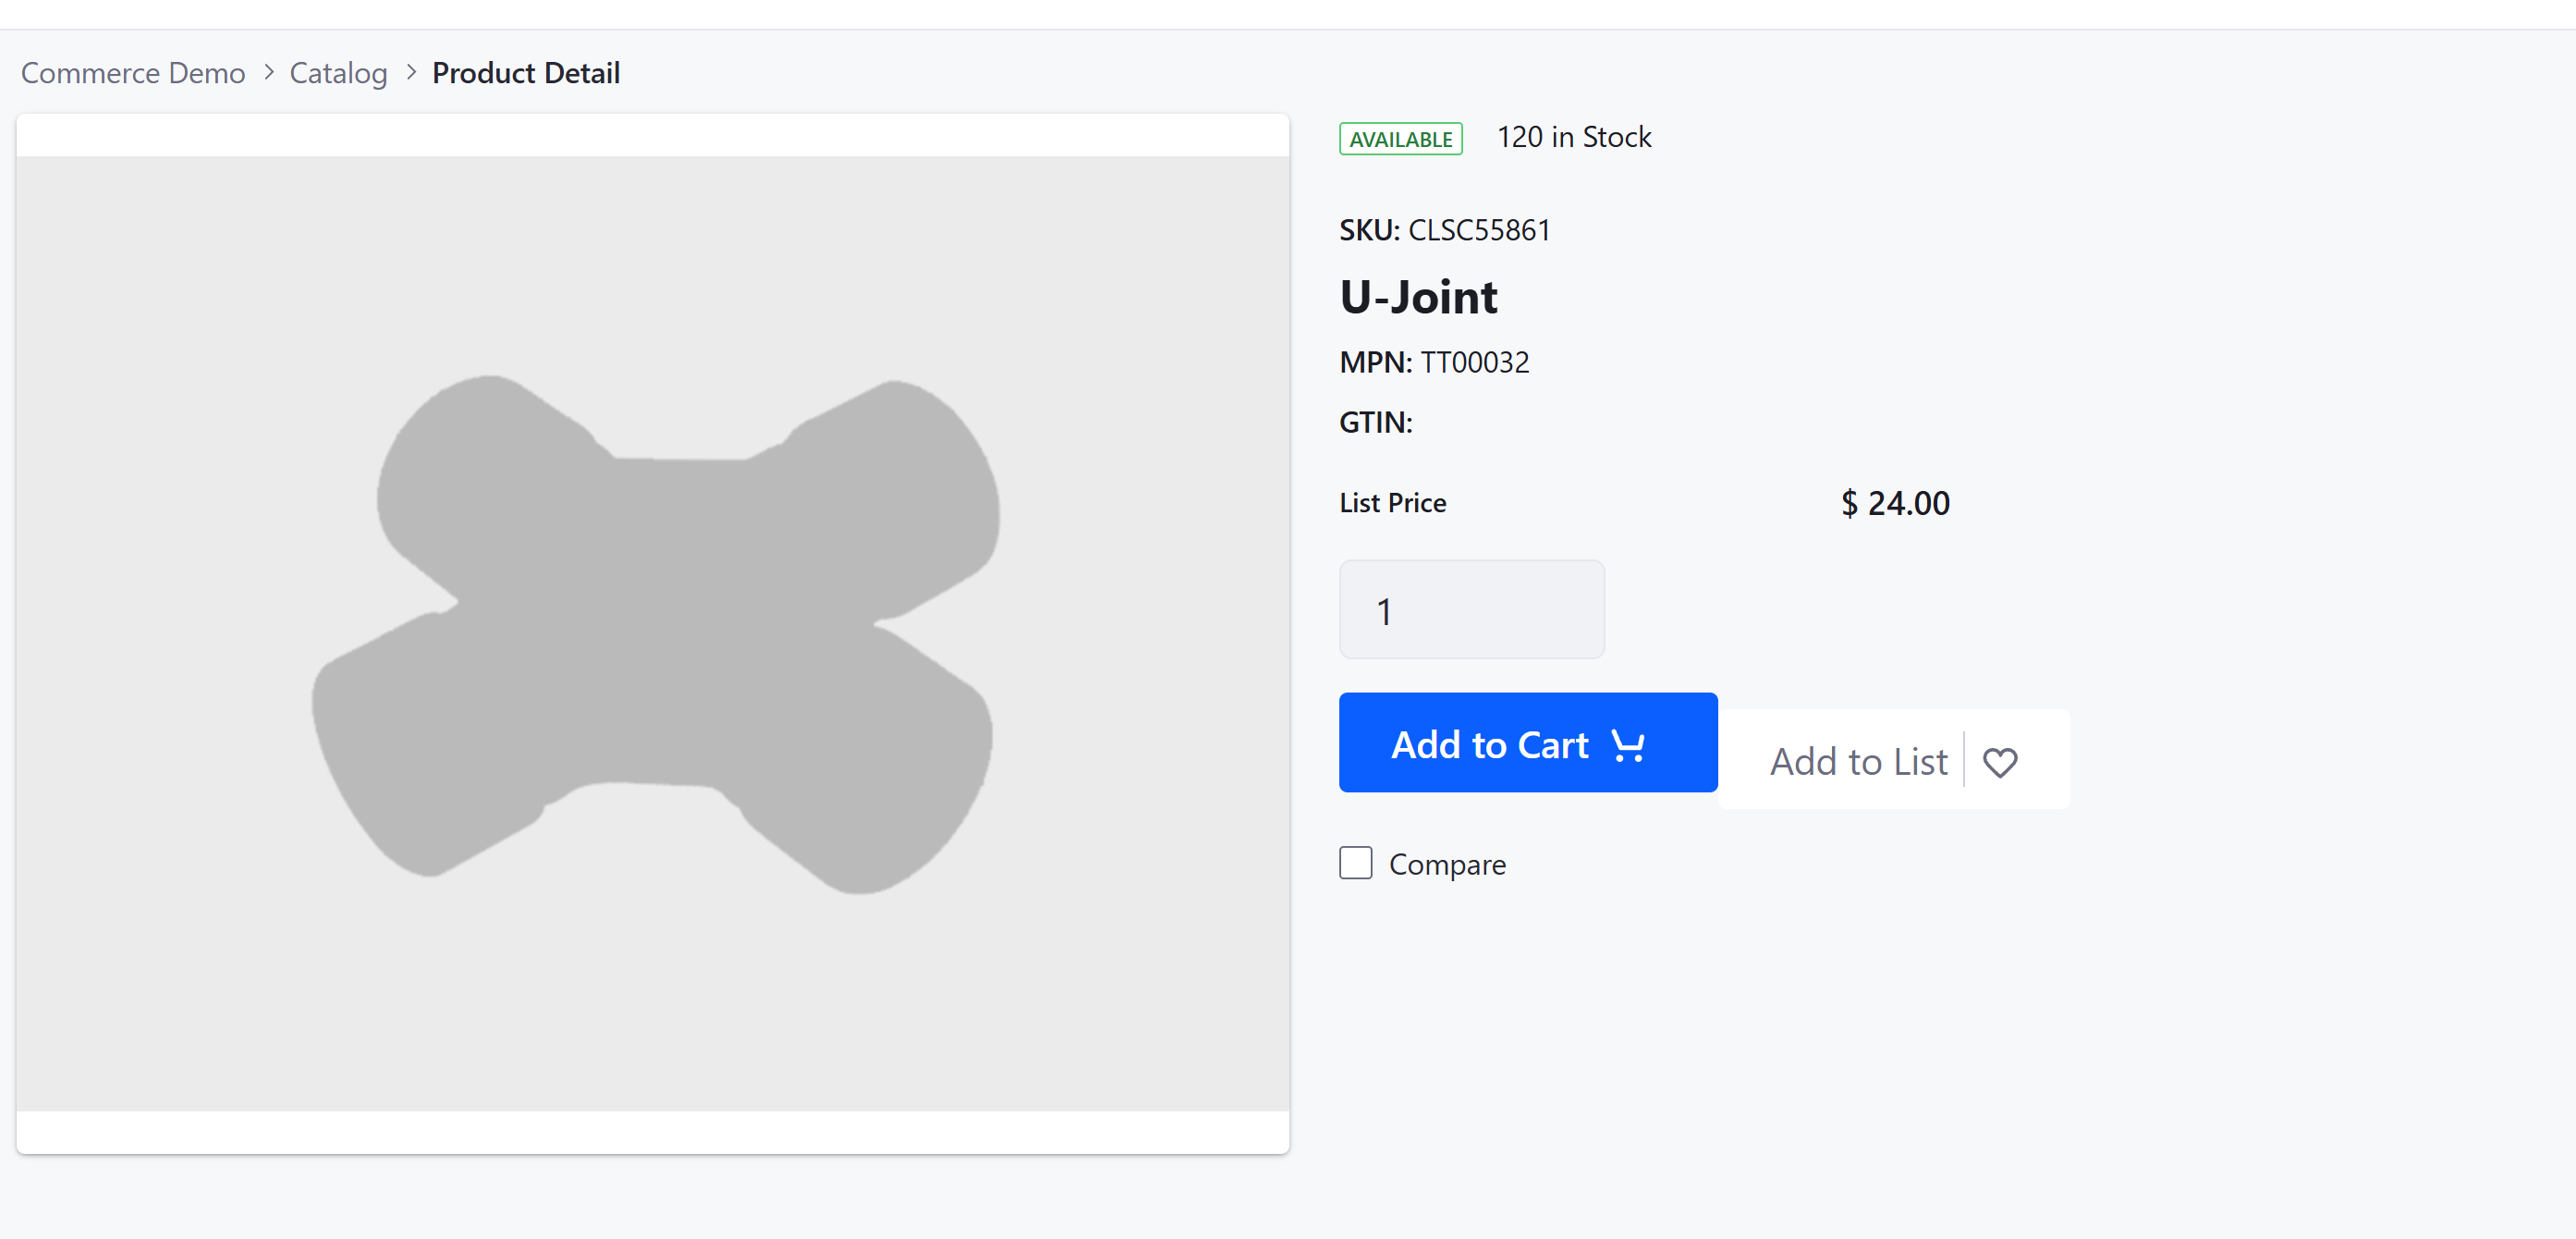 Commerce Demo > Catalog > Product Detail
AVAILABLE 120 in Stock
SKU: CLSC55861
U-Joint
MPN: TT00032
GTIN:
List Price $ 24.00
1
Add to Cart
Add to List
Compare